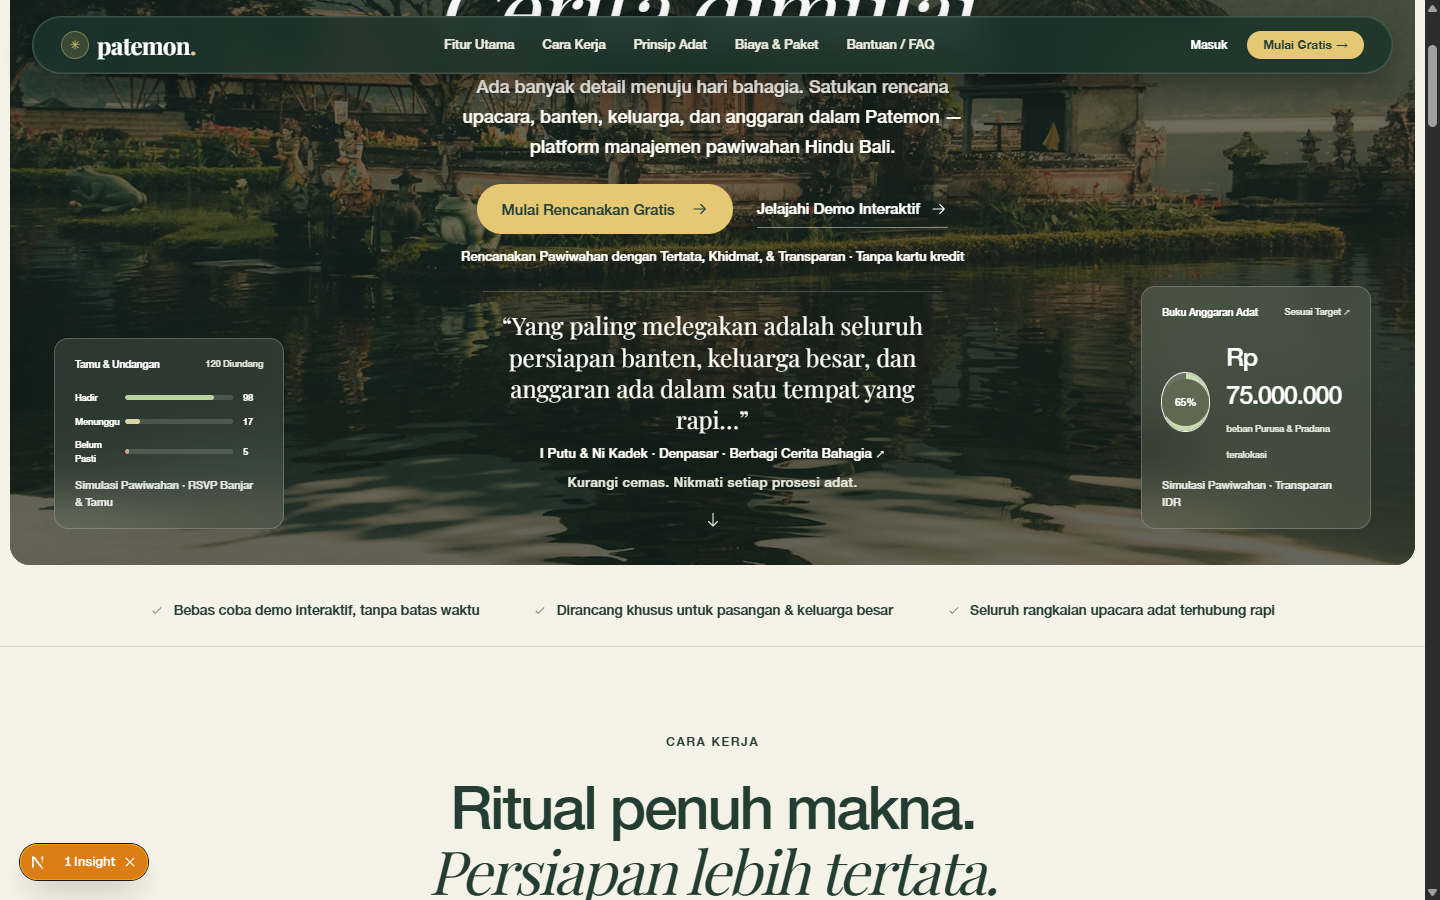 Cerita dimulai
patemon.
Fitur Utama
Cara Kerja
Prinsip Adat
Biaya & Paket
Bantuan / FAQ
Masuk
Mulai Gratis →
Ada banyak detail menuju hari bahagia. Satukan rencana
upacara, banten, keluarga, dan anggaran dalam Patemon —
platform manajemen pawiwahan Hindu Bali.
Mulai Rencanakan Gratis →
Jelajahi Demo Interaktif →
Rencanakan Pawiwahan dengan Tertata, Khidmat, & Transparan · Tanpa kartu kredit
“Yang paling melegakan adalah seluruh
persiapan banten, keluarga besar, dan
anggaran ada dalam satu tempat yang
rapi...”
I Putu & Ni Kadek · Denpasar · Berbagi Cerita Bahagia ↗
Kurangi cemas. Nikmati setiap prosesi adat.
↓
Tamu & Undangan
120 Diundang
Hadir 98
Menunggu 17
Belum
Pasti 5
Simulasi Pawiwahan · RSVP Banjar
& Tamu
Buku Anggaran Adat
Sesuai Target ↗
65%
Rp
75.000.000
beban Purusa & Pradana
teralokasi
Simulasi Pawiwahan · Transparan
IDR
✓ Bebas coba demo interaktif, tanpa batas waktu
✓ Dirancang khusus untuk pasangan & keluarga besar
✓ Seluruh rangkaian upacara adat terhubung rapi
CARA KERJA
Ritual penuh makna.
Persiapan lebih tertata.
N 1 Insight ×